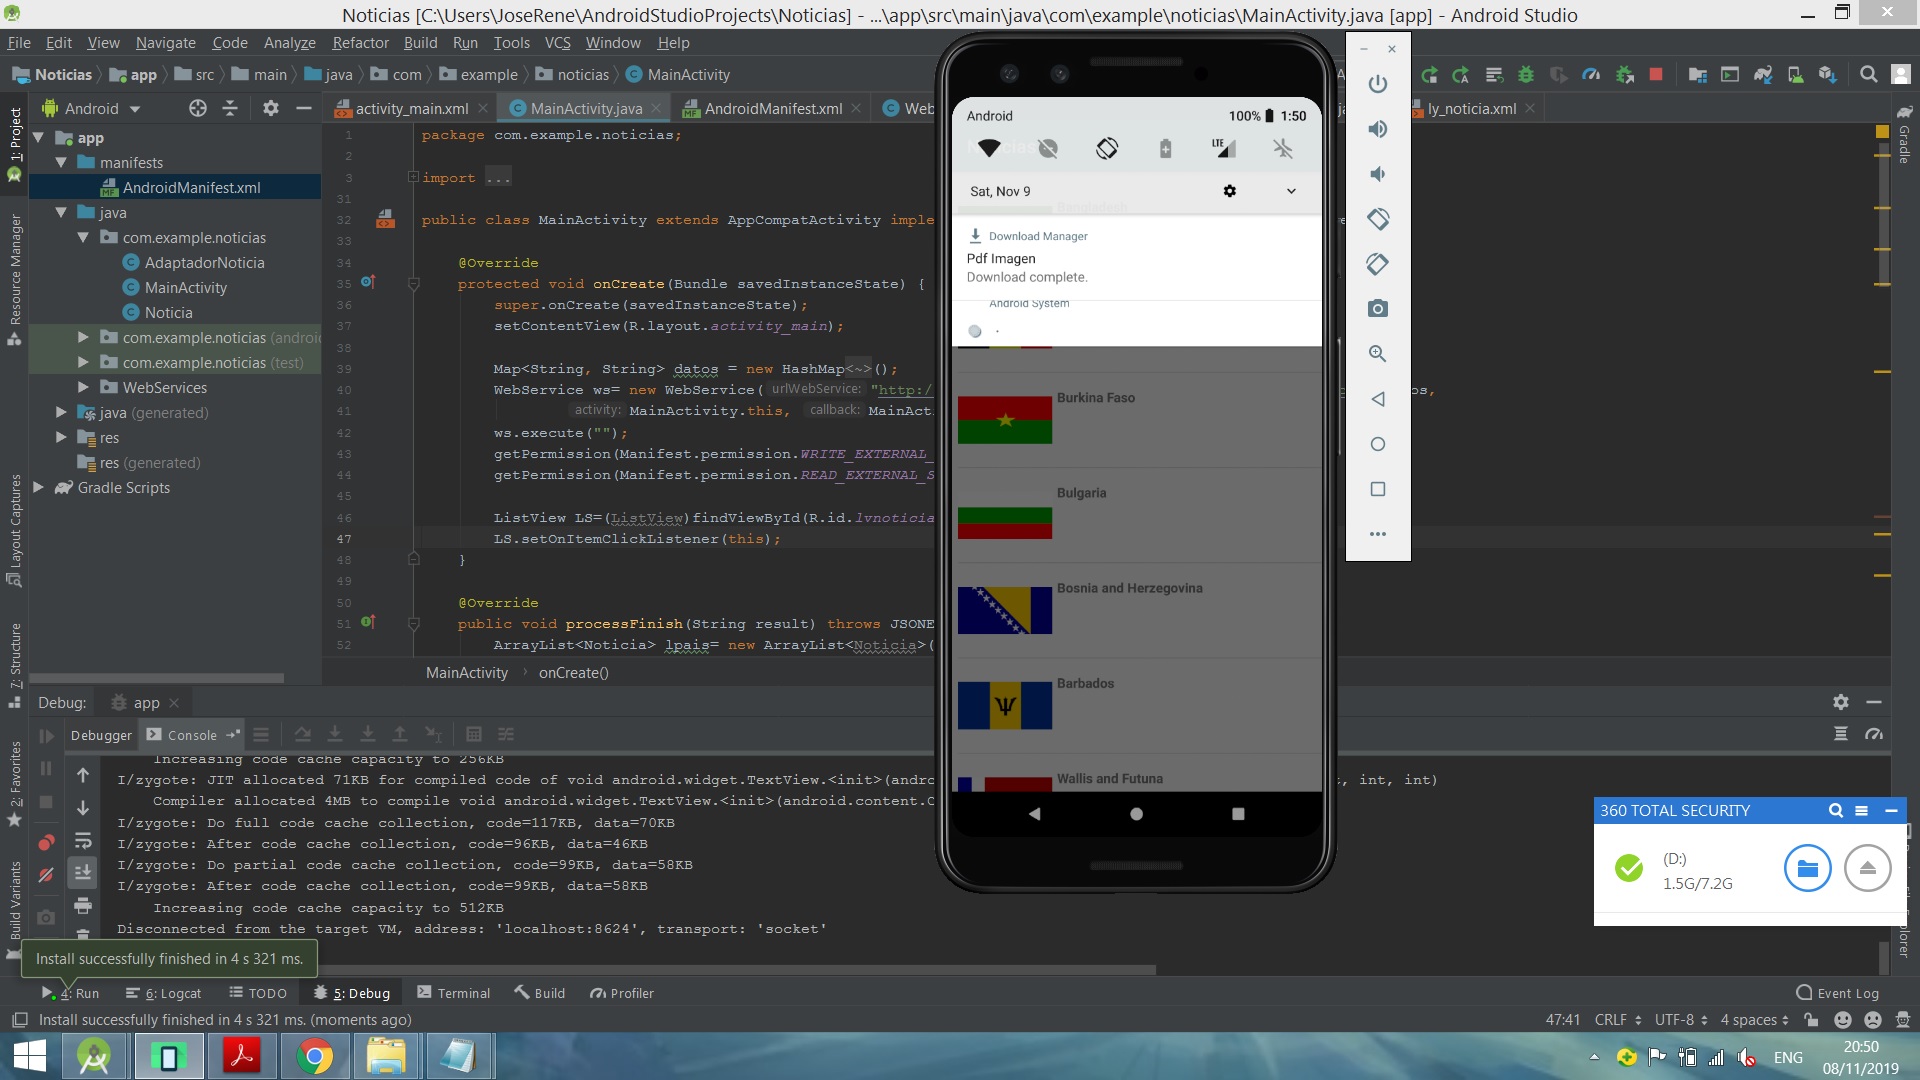 Noticias [C:\Users\JoseRene\AndroidStudioProjects\Noticias] - ...\app\src\main\java\com\example\noticias\MainActivity.java [app] - Android Studio
File Edit View Navigate Code Analyze Refactor Build Run Tools VCS Window Help
Noticias app src main java com example noticias MainActivity
Android
activity_main.xml MainActivity.java AndroidManifest.xml Web ly_noticia.xml
1: Project
Resource Manager
Layout Captures
7: Structure
2: Favorites
Build Variants
Gradle
app
manifests
AndroidManifest.xml
java
com.example.noticias
AdaptadorNoticia
MainActivity
Noticia
com.example.noticias (androi
com.example.noticias (test)
WebServices
java (generated)
res
res (generated)
Gradle Scripts
1 package com.example.noticias;
2
3 import ...
31
32 public class MainActivity extends AppCompatActivity imple
33
34 @Override
35 protected void onCreate(Bundle savedInstanceState) {
36 super.onCreate(savedInstanceState);
37 setContentView(R.layout.activity_main);
38
39 Map<String, String> datos = new HashMap<~>();
40 WebService ws= new WebService( urlWebService: "http:/ os,
41 activity: MainActivity.this, callback: MainActi
42 ws.execute("");
43 getPermission(Manifest.permission.WRITE_EXTERNAL_
44 getPermission(Manifest.permission.READ_EXTERNAL_S
45
46 ListView LS=(ListView)findViewById(R.id.lvnoticia
47 LS.setOnItemClickListener(this);
48 }
49
50 @Override
51 public void processFinish(String result) throws JSONE
52 ArrayList<Noticia> lpais= new ArrayList<Noticia>(
MainActivity onCreate()
Android 100% 1:50
Noticias
LTE
Sat, Nov 9
Bangladesh
Download Manager
Pdf Imagen
Download complete.
Android System
Burkina Faso
Bulgaria
Bosnia and Herzegovina
Barbados
Wallis and Futuna
Debug: app
Debugger Console
Increasing code cache capacity to 256KB
I/zygote: JIT allocated 71KB for compiled code of void android.widget.TextView.<init>(andro t, int, int)
Compiler allocated 4MB to compile void android.widget.TextView.<init>(android.content.C
I/zygote: Do full code cache collection, code=117KB, data=70KB
I/zygote: After code cache collection, code=96KB, data=46KB
I/zygote: Do partial code cache collection, code=99KB, data=58KB
I/zygote: After code cache collection, code=99KB, data=58KB
Increasing code cache capacity to 512KB
Disconnected from the target VM, address: 'localhost:8624', transport: 'socket'
360 TOTAL SECURITY
(D:)
1.5G/7.2G
Install successfully finished in 4 s 321 ms.
4: Run 6: Logcat TODO 5: Debug Terminal Build Profiler Event Log
Install successfully finished in 4 s 321 ms. (moments ago) 47:41 CRLF UTF-8 4 spaces
ENG
20:50
08/11/2019